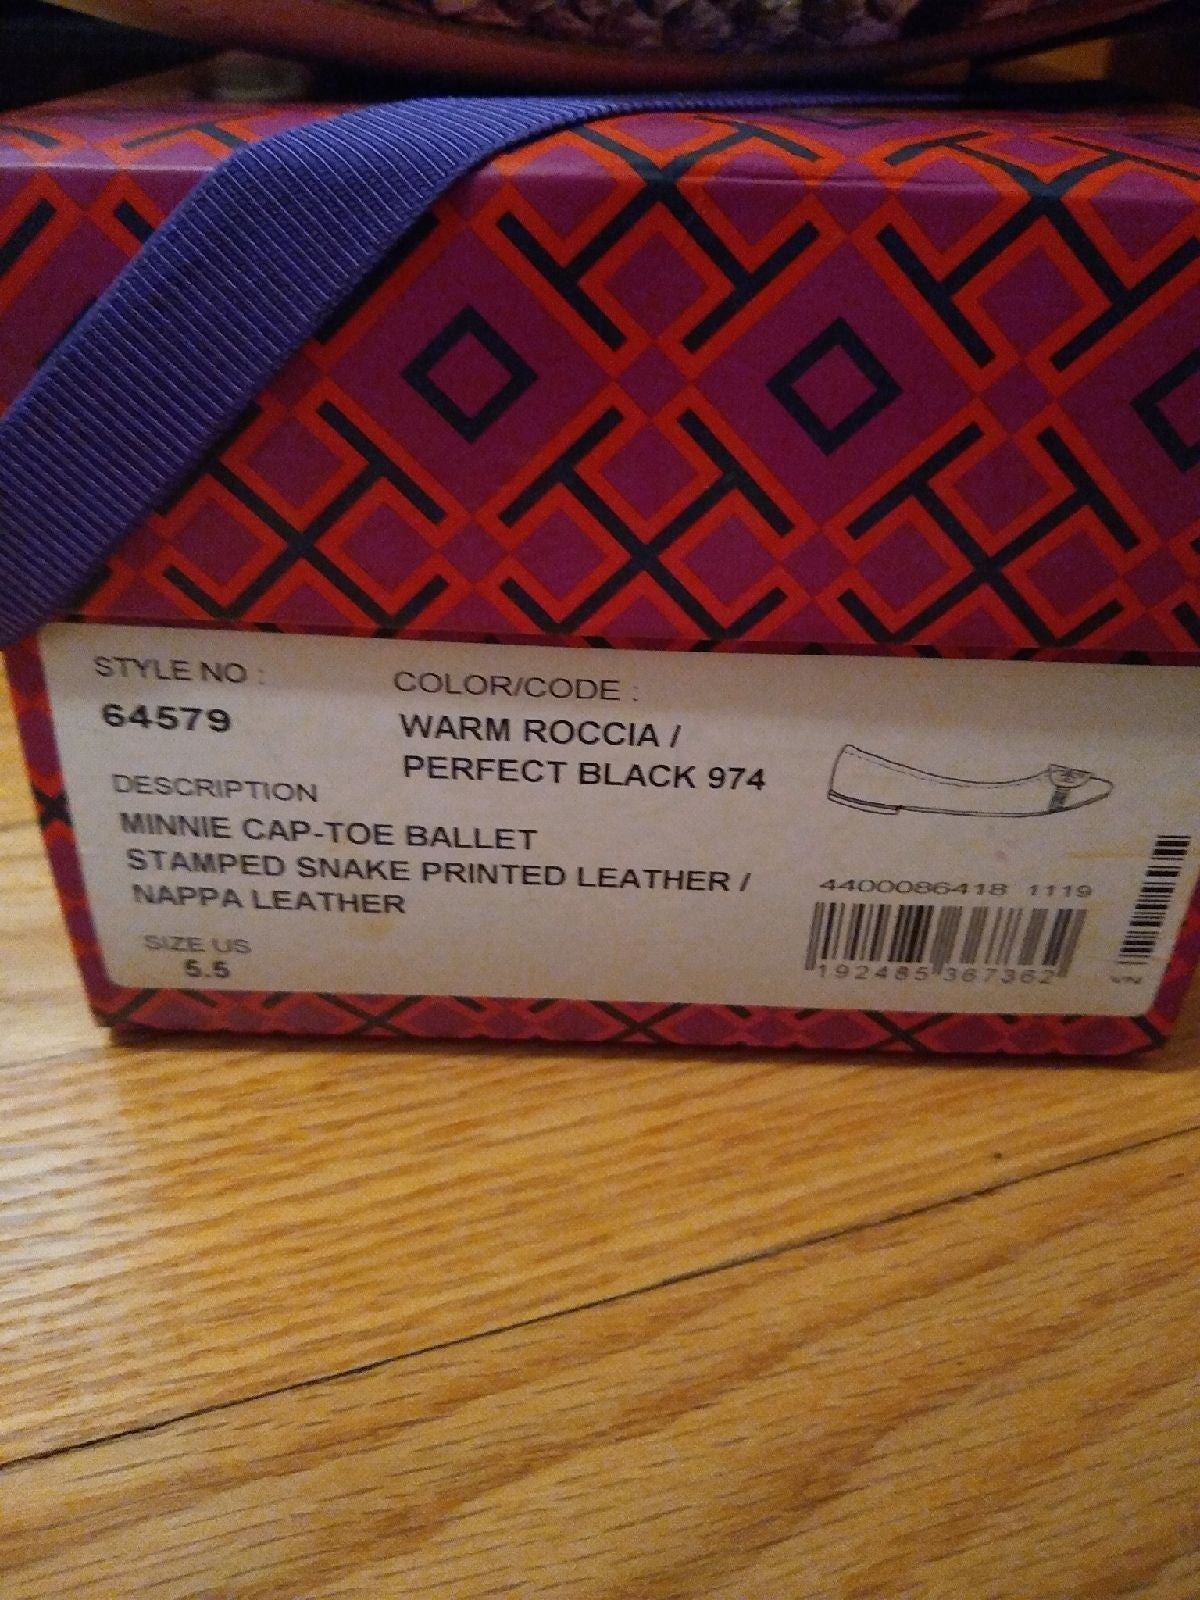 STYLE NO :
64579
COLOR/CODE :
WARM ROCCIA /
PERFECT BLACK 974
DESCRIPTION
MINNIE CAP-TOE BALLET
STAMPED SNAKE PRINTED LEATHER /
NAPPA LEATHER
SIZE US
5.5
4400086418 1119
192485 367362
VN